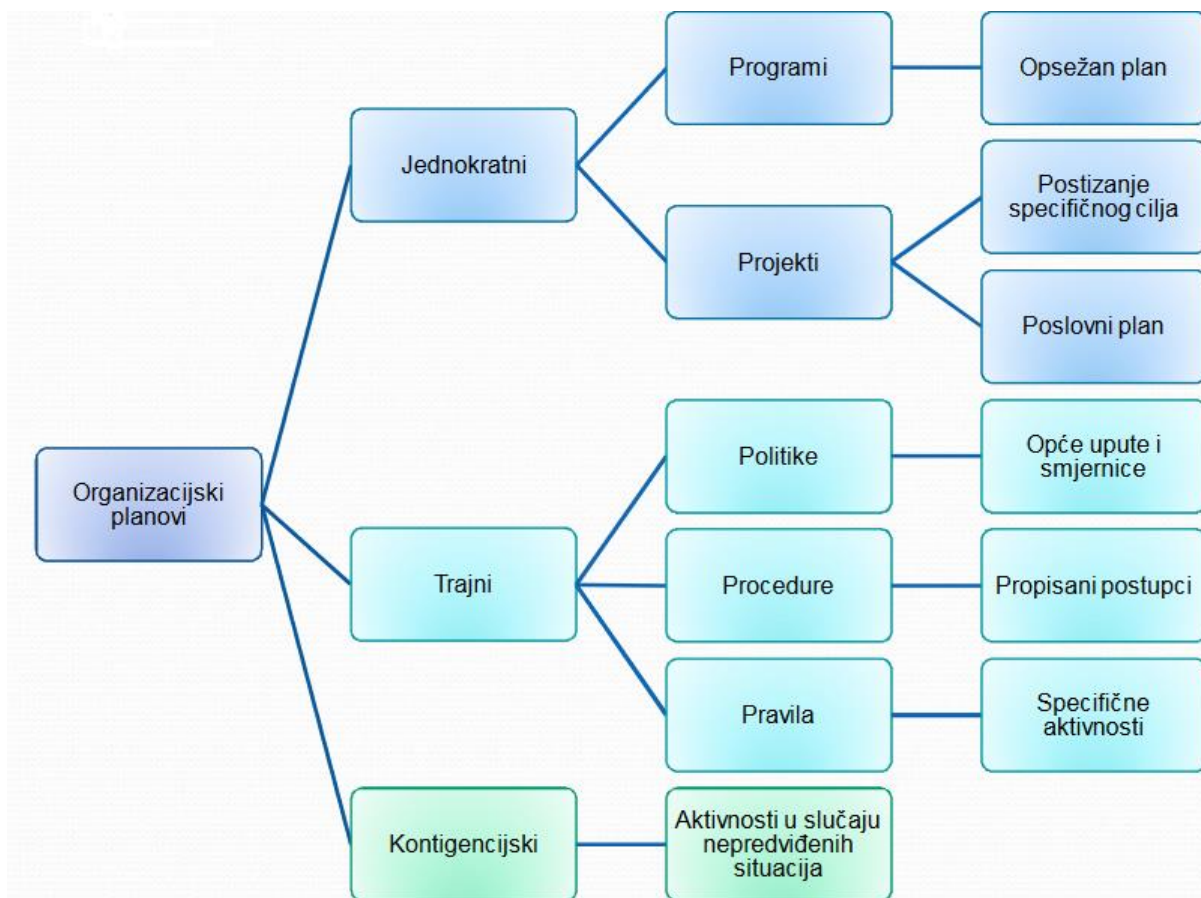 Programi
Opsežan plan
Jednokratni
Postizanje
specifičnog cilja
Projekti
Poslovni plan
Organizacijski
planovi
Politike
Opće upute i
smjernice
Trajni
Procedure
Propisani postupci
Pravila
Specifične
aktivnosti
Kontigencijski
Aktivnosti u slučaju
nepredviđenih
situacija